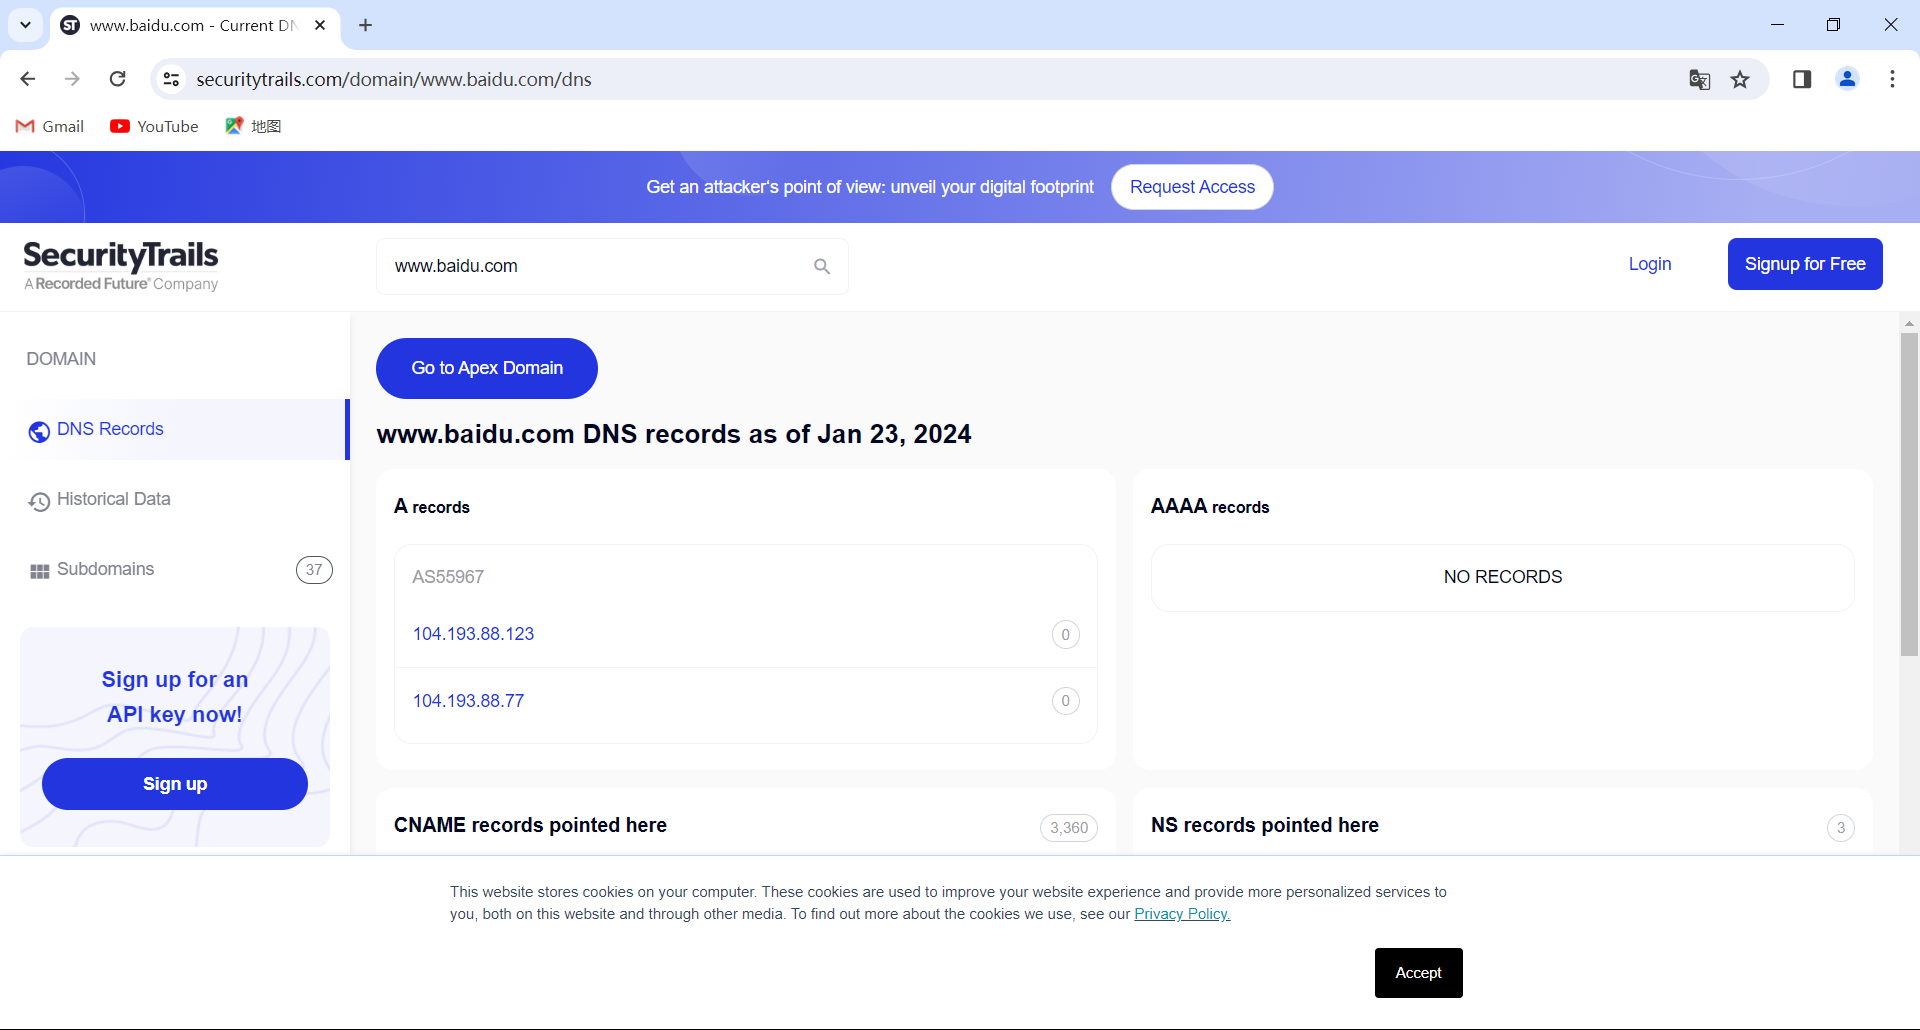 www.baidu.com - Current DN
securitytrails.com/domain/www.baidu.com/dns
Gmail
YouTube
地图
Get an attacker‘s point of view: unveil your digital footprint
Request Access
SecurityTrails
A Recorded Future® Company
www.baidu.com
Login
Signup for Free
DOMAIN
DNS Records
Historical Data
Subdomains
37
Sign up for an
API key now!
Sign up
Go to Apex Domain
www.baidu.com DNS records as of Jan 23, 2024
A records
AS55967
104.193.88.123
0
104.193.88.77
0
AAAA records
NO RECORDS
CNAME records pointed here
3,360
NS records pointed here
3
This website stores cookies on your computer. These cookies are used to improve your website experience and provide more personalized services to
you, both on this website and through other media. To find out more about the cookies we use, see our Privacy Policy.
Accept